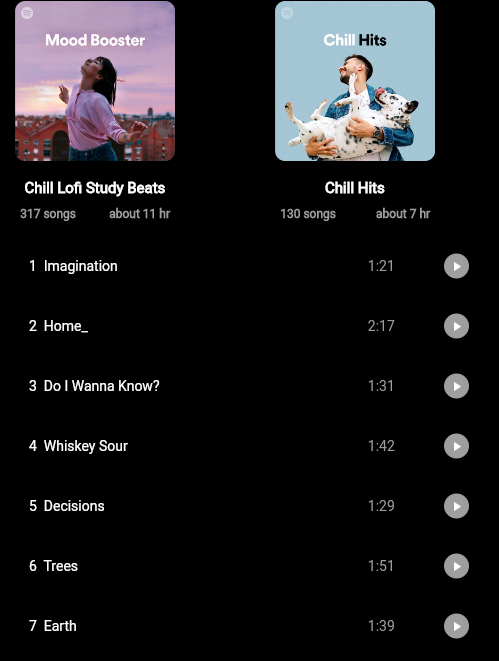 Mood Booster
Chill Hits
Chill Lofi Study Beats
Chill Hits
317 songs about 11 hr
130 songs about 7 hr
1 Imagination 1:21
2 Home_ 2:17
3 Do I Wanna Know? 1:31
4 Whiskey Sour 1:42
5 Decisions 1:29
6 Trees 1:51
7 Earth 1:39